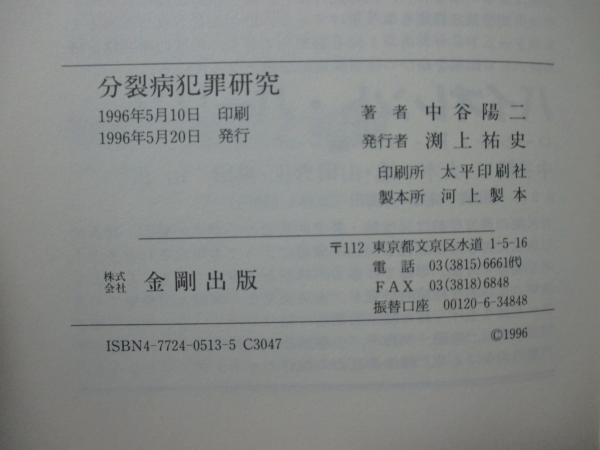 分裂病犯罪研究
1996年5月10日 印刷
1996年5月20日 発行
著者 中谷陽二
発行者 渕上祐史
印刷所 太平印刷社
製本所 河上製本
〒112 東京都文京区水道 1-5-16
電話 03(3815)6661㈹
FAX 03(3818)6848
振替口座 00120-6-34848
株式会社 金剛出版
ISBN4-7724-0513-5 C3047
©1996